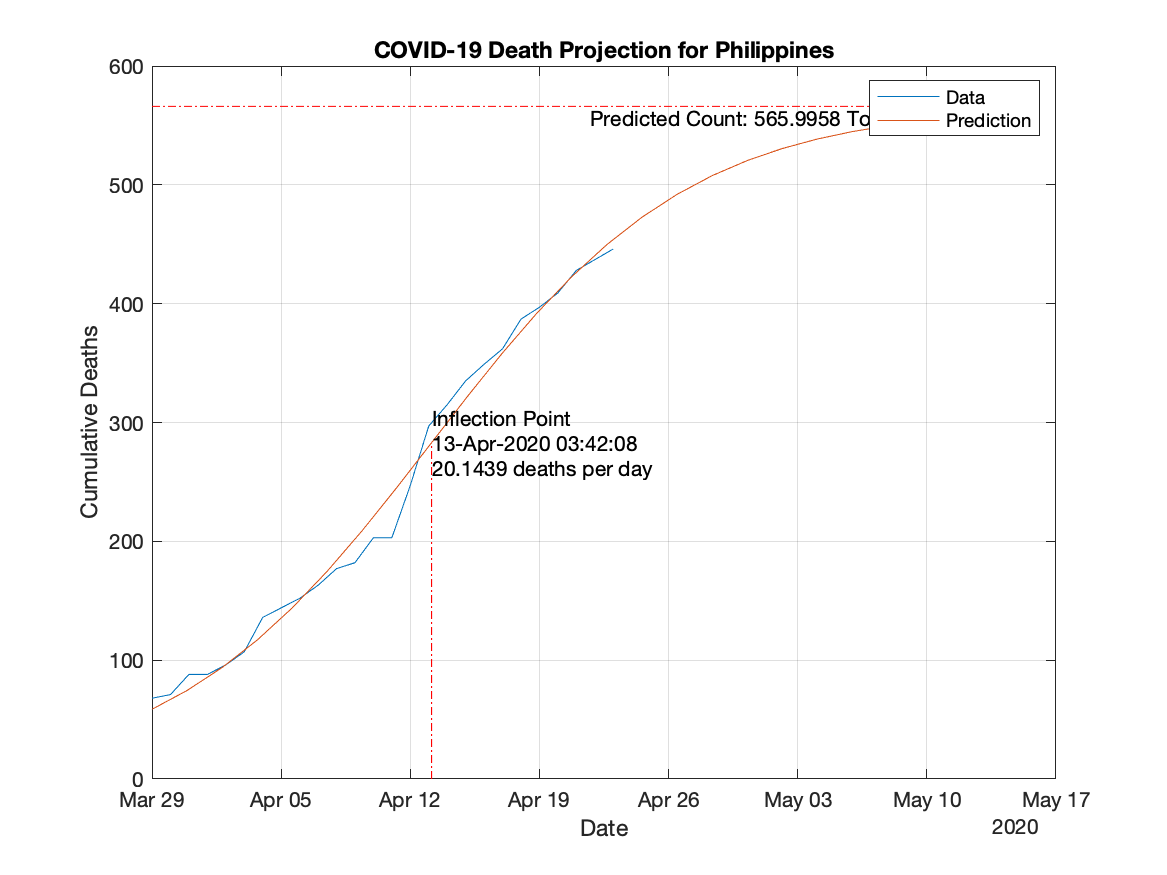 COVID-19 Death Projection for Philippines
600
500
400
300
200
100
0
Cumulative Deaths
Data
Prediction
Predicted Count: 565.9958 To
Inflection Point
13-Apr-2020 03:42:08
20.1439 deaths per day
Mar 29 Apr 05 Apr 12 Apr 19 Apr 26 May 03 May 10 May 17
Date
2020